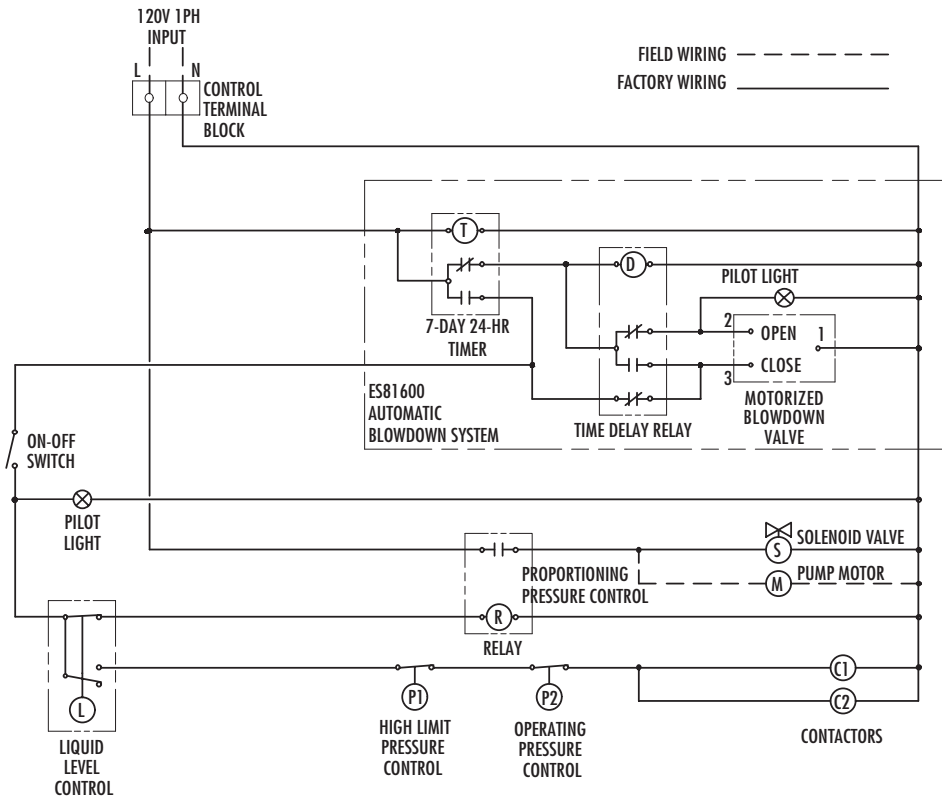 120V 1PH
INPUT
L
N
CONTROL
TERMINAL
BLOCK
FIELD WIRING
FACTORY WIRING
T
7-DAY 24-HR
TIMER
D
PILOT LIGHT
2
OPEN
1
CLOSE
3
MOTORIZED
BLOWDOWN
VALVE
TIME DELAY RELAY
ES81600
AUTOMATIC
BLOWDOWN SYSTEM
ON-OFF
SWITCH
PILOT
LIGHT
S
SOLENOID VALVE
M
PUMP MOTOR
PROPORTIONING
PRESSURE CONTROL
R
RELAY
L
LIQUID
LEVEL
CONTROL
P1
HIGH LIMIT
PRESSURE
CONTROL
P2
OPERATING
PRESSURE
CONTROL
C1
C2
CONTACTORS